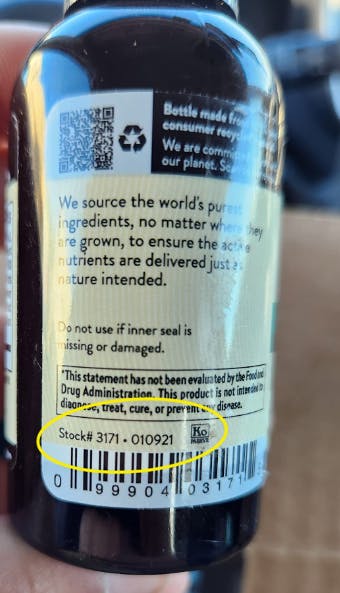 Bottle made from
consumer
We are
our planet.
We source the world's purest
ingredients, no matter where they
are grown, to ensure the active
nutrients are delivered just as
nature intended.
Do not use if inner seal is
missing or damaged.
*This statement has not been evaluated by the Food and
Drug Administration. This product is not intended to
diagnose, treat, cure, or prevent any disease.
Stock# 3171 • 010921
Ko
PAREVE
0 99904 03171